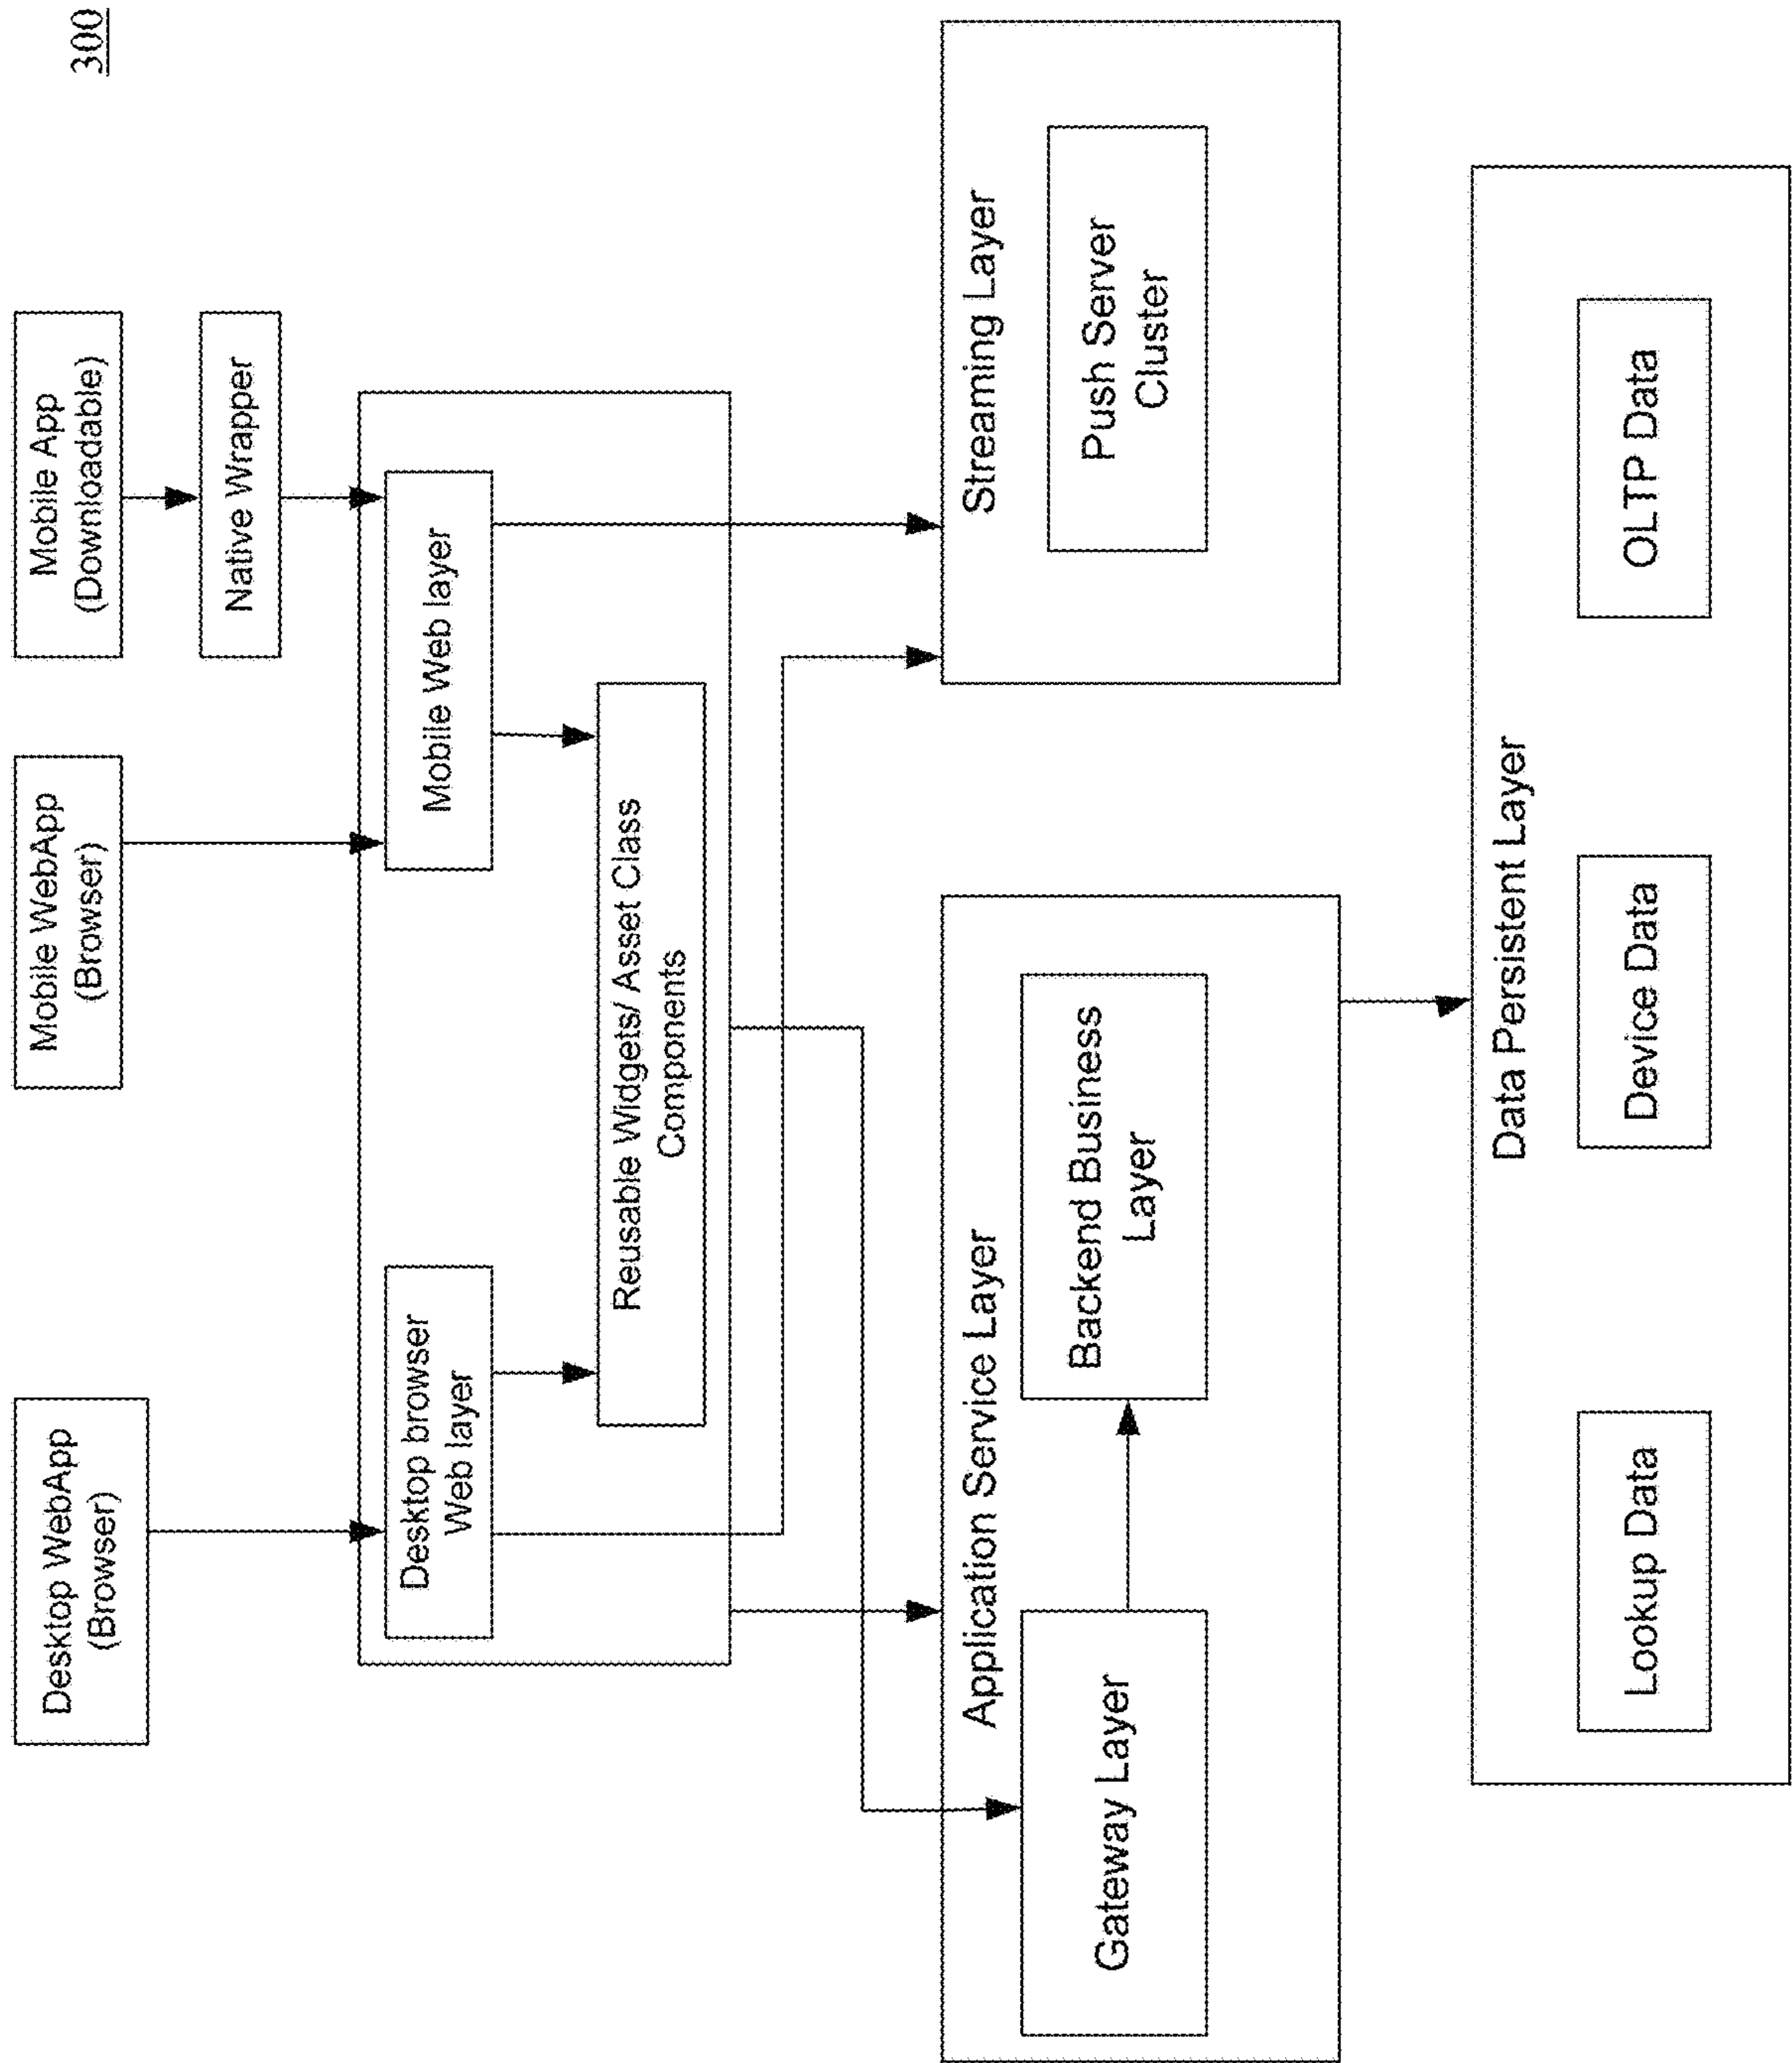 300
Desktop WebApp
(Browser)
Mobile WebApp
(Browser)
Mobile App
(Downloadable)
Native Wrapper
Desktop browser
Web layer
Mobile Web layer
Reusable Widgets/ Asset Class
Components
Application Service Layer
Gateway Layer
Backend Business
Layer
Streaming Layer
Push Server
Cluster
Data Persistent Layer
Lookup Data
Device Data
OLTP Data